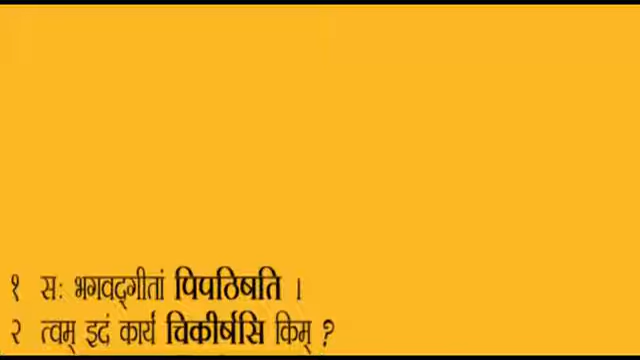 १ सः भगवद्गीतां पिपठिषति ।
२ त्वम् इदं कार्यं चिकीर्षसि किम् ?